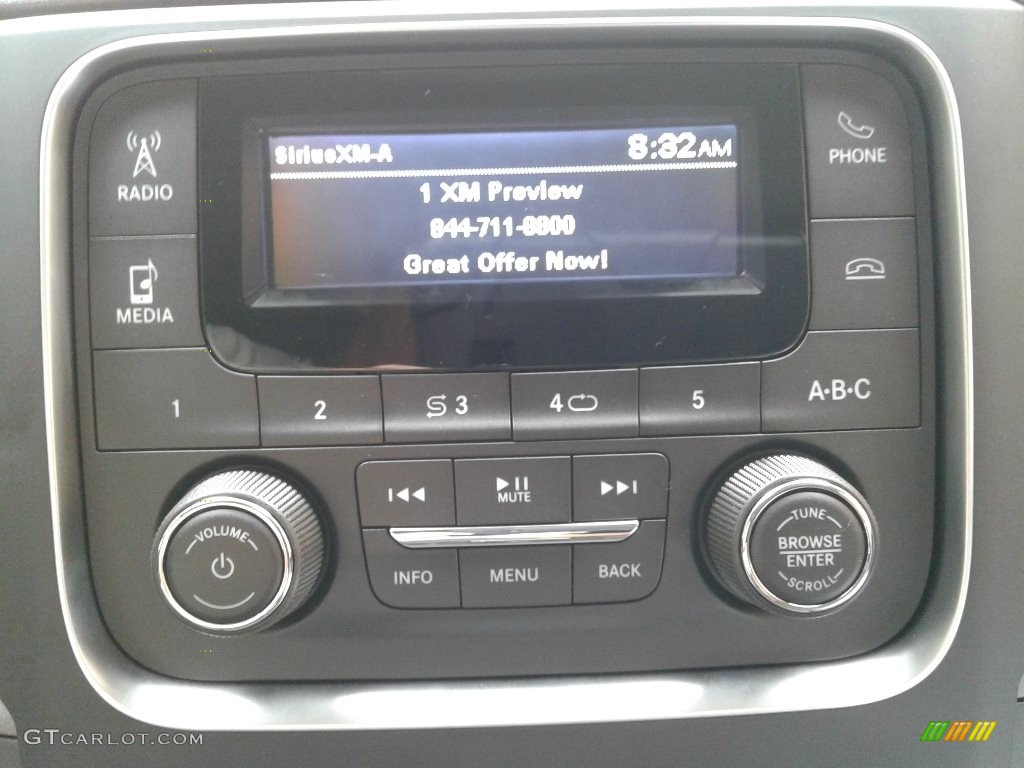 SiriusXM-A 8:32AM
1 XM Preview
844-711-8800
Great Offer Now!
RADIO
MEDIA
PHONE
1 2 3 4 5 A•B•C
MUTE
INFO MENU BACK
VOLUME
TUNE
BROWSE
ENTER
SCROLL
GTCARLOT.COM